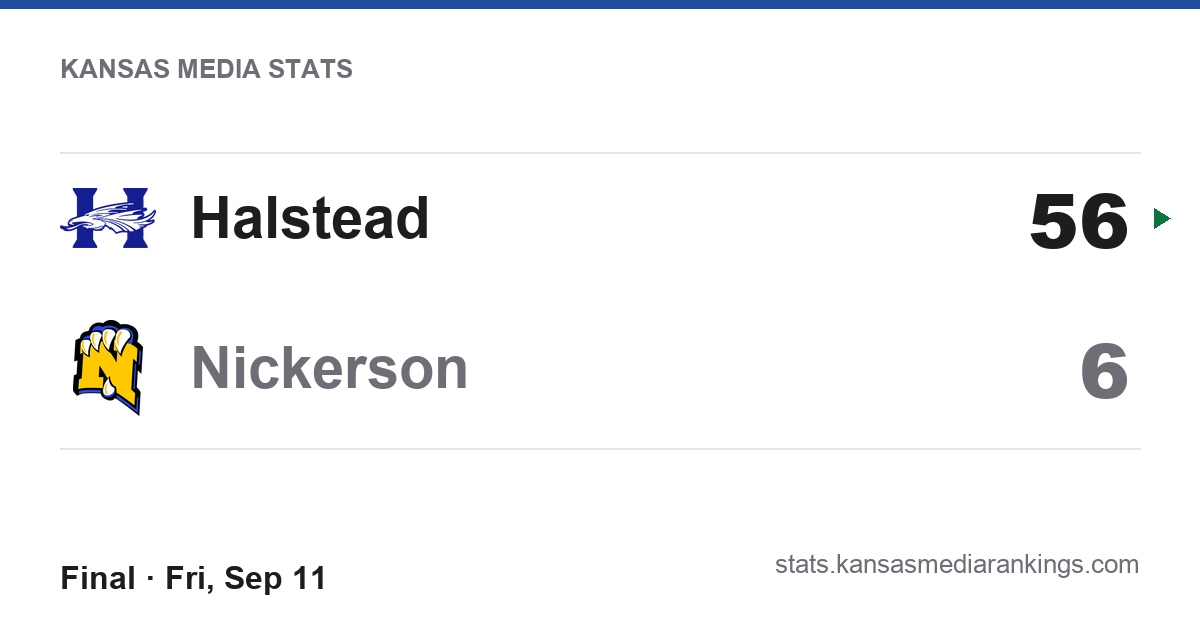 KANSAS MEDIA STATS
H Halstead 56
N Nickerson 6
Final · Fri, Sep 11
stats.kansasmediarankings.com